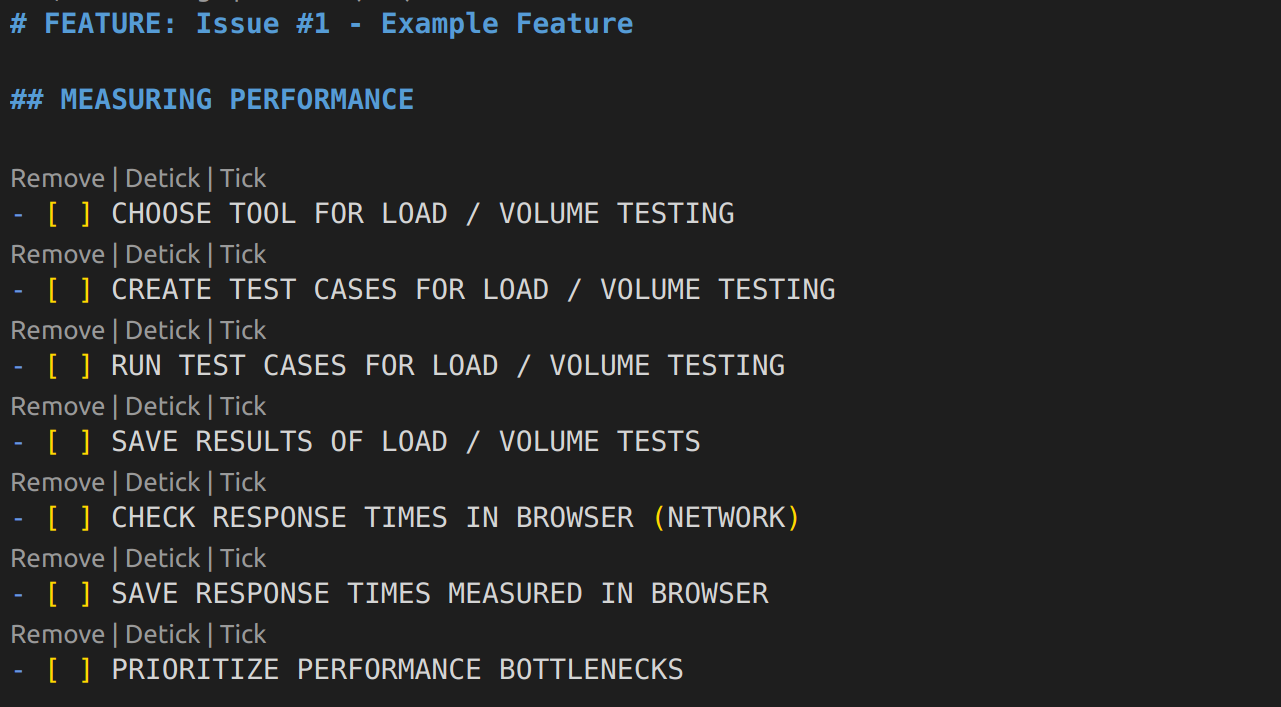 # FEATURE: Issue #1 - Example Feature
## MEASURING PERFORMANCE
Remove | Detick | Tick
- [ ] CHOOSE TOOL FOR LOAD / VOLUME TESTING
Remove | Detick | Tick
- [ ] CREATE TEST CASES FOR LOAD / VOLUME TESTING
Remove | Detick | Tick
- [ ] RUN TEST CASES FOR LOAD / VOLUME TESTING
Remove | Detick | Tick
- [ ] SAVE RESULTS OF LOAD / VOLUME TESTS
Remove | Detick | Tick
- [ ] CHECK RESPONSE TIMES IN BROWSER (NETWORK)
Remove | Detick | Tick
- [ ] SAVE RESPONSE TIMES MEASURED IN BROWSER
Remove | Detick | Tick
- [ ] PRIORITIZE PERFORMANCE BOTTLENECKS